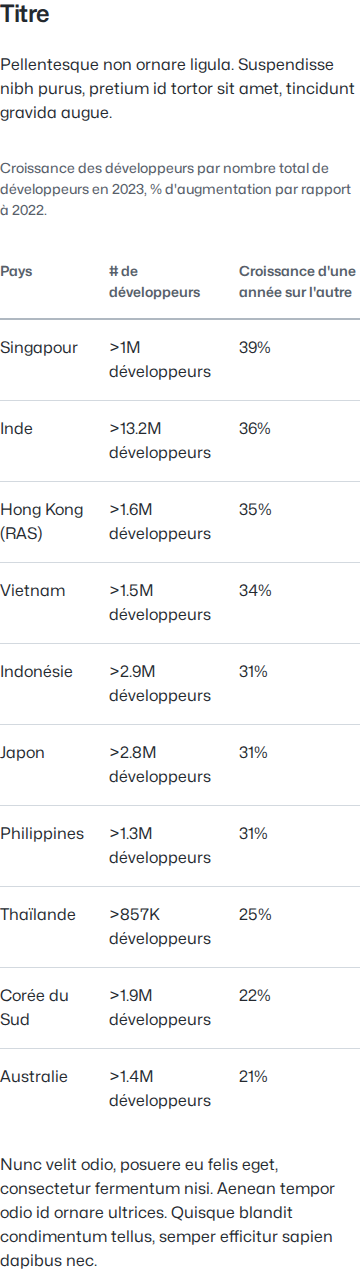 Titre
Pellentesque non ornare ligula. Suspendisse
nibh purus, pretium id tortor sit amet, tincidunt
gravida augue.
Croissance des développeurs par nombre total de
développeurs en 2023, % d'augmentation par rapport
à 2022.
Pays # de développeurs Croissance d'une année sur l'autre
Singapour >1M développeurs 39%
Inde >13.2M développeurs 36%
Hong Kong (RAS) >1.6M développeurs 35%
Vietnam >1.5M développeurs 34%
Indonésie >2.9M développeurs 31%
Japon >2.8M développeurs 31%
Philippines >1.3M développeurs 31%
Thaïlande >857K développeurs 25%
Corée du Sud >1.9M développeurs 22%
Australie >1.4M développeurs 21%
Nunc velit odio, posuere eu felis eget,
consectetur fermentum nisi. Aenean tempor
odio id ornare ultrices. Quisque blandit
condimentum tellus, semper efficitur sapien
dapibus nec.